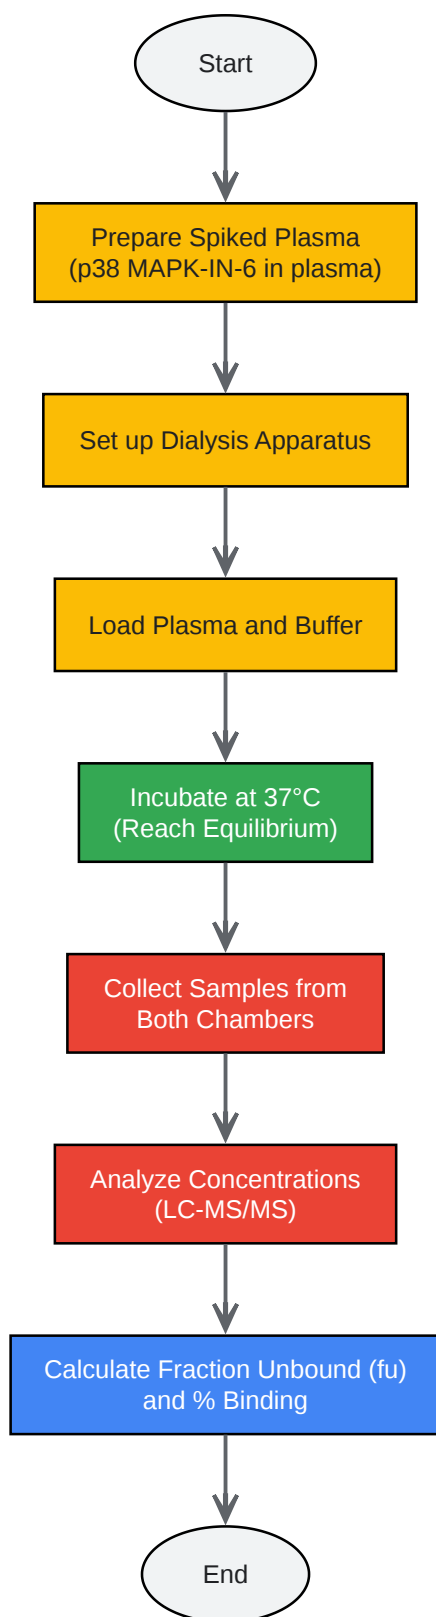 Start
Prepare Spiked Plasma
(p38 MAPK-IN-6 in plasma)
Set up Dialysis Apparatus
Load Plasma and Buffer
Incubate at 37°C
(Reach Equilibrium)
Collect Samples from
Both Chambers
Analyze Concentrations
(LC-MS/MS)
Calculate Fraction Unbound (fu)
and % Binding
End